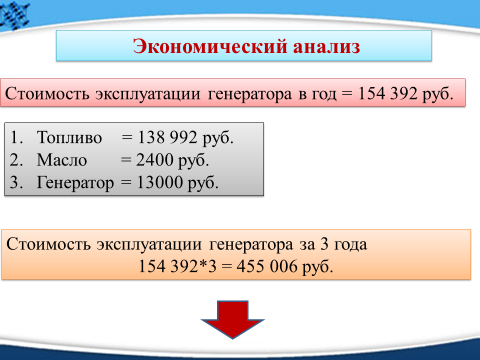 Экономический анализ
Стоимость эксплуатации генератора в год = 154 392 руб.
1. Топливо = 138 992 руб.
2. Масло = 2400 руб.
3. Генератор = 13000 руб.
Стоимость эксплуатации генератора за 3 года
154 392*3 = 455 006 руб.